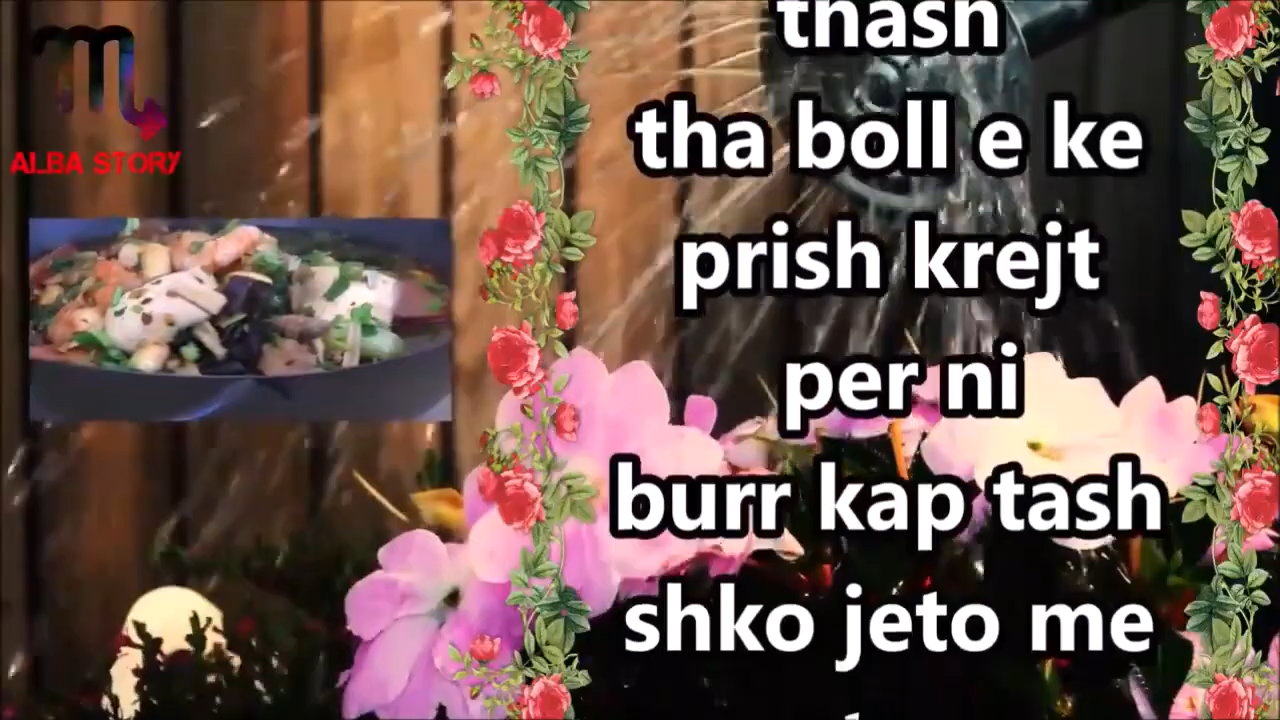 ALBA STORY
thash
tha boll e ke
prish krejt
per ni
burr kap tash
shko jeto me